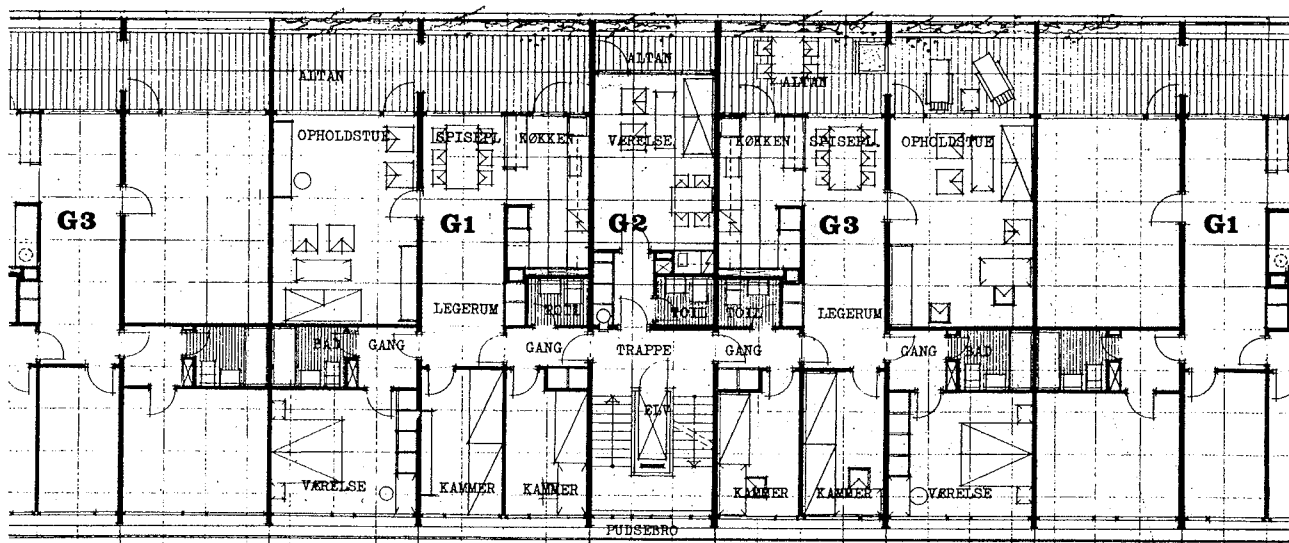 ALTAN
ALTAN
ALTAN
OPHOLDSTUE SPISEPL. KØKKEN VÆRELSE KØKKEN SPISEPL. OPHOLDSTUE
G3 G1 G2 G3 G1
LEGERUM TOIL TOIL TOIL LEGERUM
BAD GANG GANG TRAPPE GANG GANG BAD
ELV
VÆRELSE KAMMER KAMMER KAMMER KAMMER VÆRELSE
PUDSEBRO